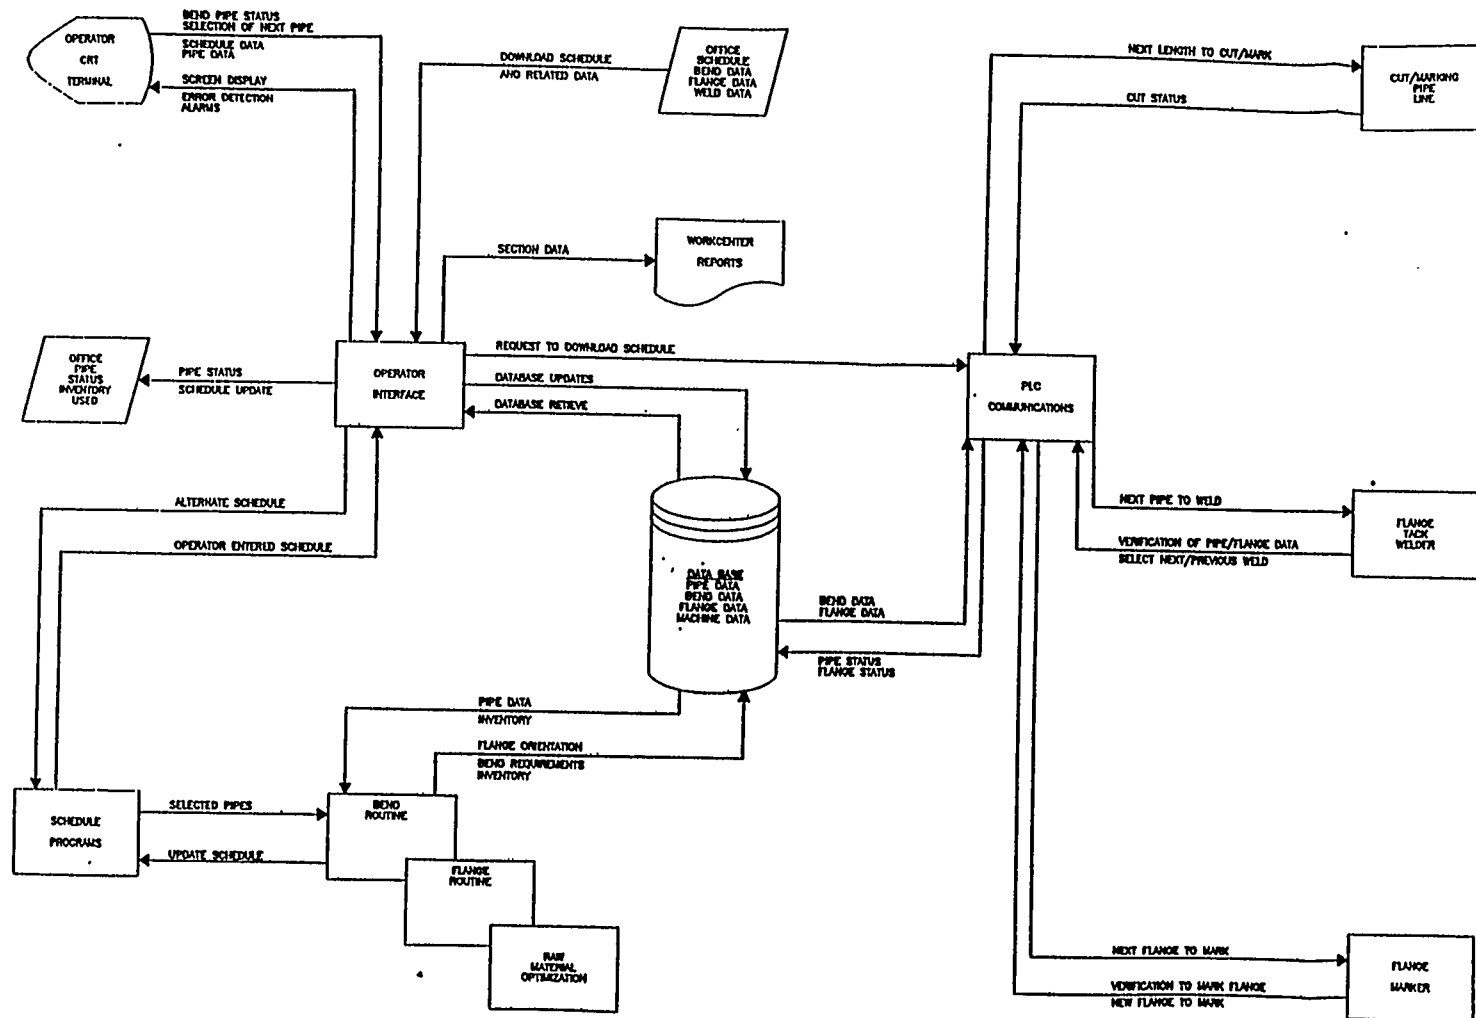 OPERATOR
CRT
TERMINAL
BEND PIPE STATUS
SELECTION OF NEXT PIPE
SCHEDULE DATA
PIPE DATA
SCREEN DISPLAY
ERROR DETECTION
ALARMS
DOWNLOAD SCHEDULE
AND RELATED DATA
OFFICE
SCHEDULE
BEND DATA
FLANGE DATA
WELD DATA
NEXT LENGTH TO CUT/MARK
CUT STATUS
CUT/MARKING
PIPE
LINE
SECTION DATA
WORKCENTER
REPORTS
OFFICE
PIPE
STATUS
INVENTORY
USED
PIPE STATUS
SCHEDULE UPDATE
OPERATOR
INTERFACE
REQUEST TO DOWNLOAD SCHEDULE
DATABASE UPDATES
DATABASE RETIEVE
PLC
COMMUNICATIONS
ALTERNATE SCHEDULE
OPERATOR ENTERED SCHEDULE
DATA BASE
PIPE DATA
BEND DATA
FLANGE DATA
MACHINE DATA
BEND DATA
FLANGE DATA
PIPE STATUS
FLANGE STATUS
NEXT PIPE TO WELD
VERIFICATION OF PIPE/FLANGE DATA
SELECT NEXT/PREVIOUS WELD
FLANGE
TACK
WELDER
PIPE DATA
INVENTORY
FLANGE ORIENTATION
BEND REQUIREMENTS
INVENTORY
SCHEDULE
PROGRAMS
SELECTED PIPES
UPDATE SCHEDULE
BEND
ROUTINE
FLANGE
ROUTINE
RAW
MATERIAL
OPTIMIZATION
NEXT FLANGE TO MARK
VERIFICATION TO MARK FLANGE
NEW FLANGE TO MARK
FLANGE
MARKER